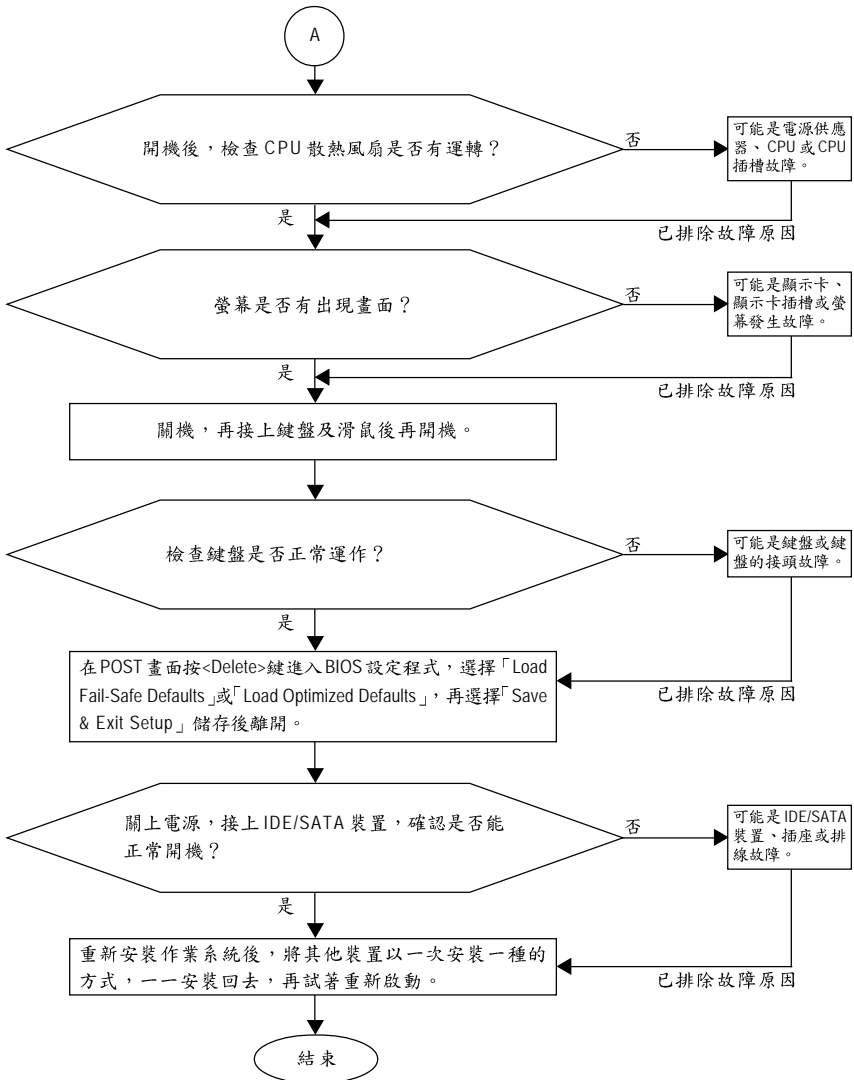 A
開機後，檢查CPU散熱風扇是否有運轉？
否
可能是電源供應
器、CPU或CPU
插槽故障。
是
已排除故障原因
螢幕是否有出現畫面？
否
可能是顯示卡、
顯示卡插槽或螢
幕發生故障。
是
已排除故障原因
關機，再接上鍵盤及滑鼠後再開機。
檢查鍵盤是否正常運作？
否
可能是鍵盤或鍵
盤的接頭故障。
是
在POST畫面按<Delete>鍵進入BIOS設定程式，選擇「Load
Fail-Safe Defaults」或「Load Optimized Defaults」，再選擇「Save
& Exit Setup」儲存後離開。
已排除故障原因
關上電源，接上IDE/SATA裝置，確認是否能
正常開機？
否
可能是IDE/SATA
裝置、插座或排
線故障。
是
重新安裝作業系統後，將其他裝置以一次安裝一種的
方式，一一安裝回去，再試著重新啟動。
已排除故障原因
結束